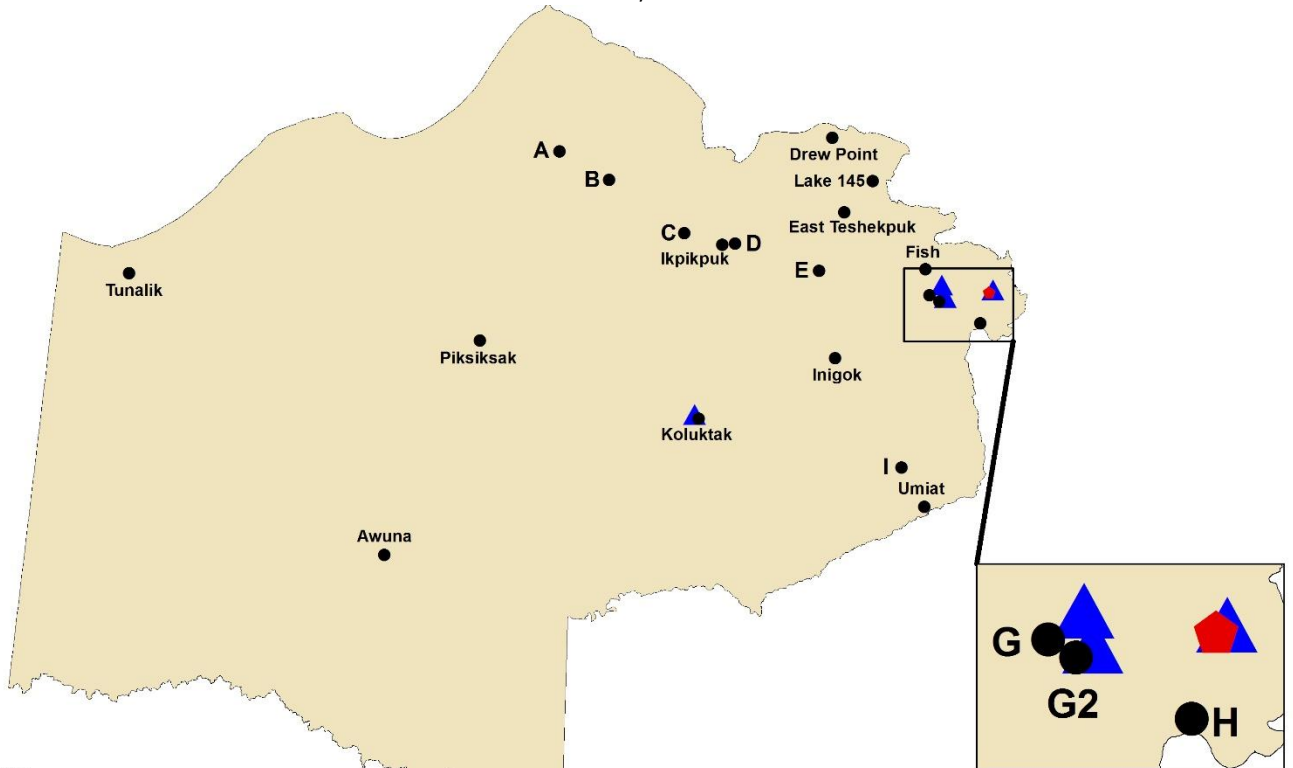 A
Drew Point
B
Lake 145
East Teshekpuk
C
D
Ikpikpuk
Fish
E
Tunalik
Piksiksak
Inigok
Koluktak
I
Umiat
Awuna
G
G2
H